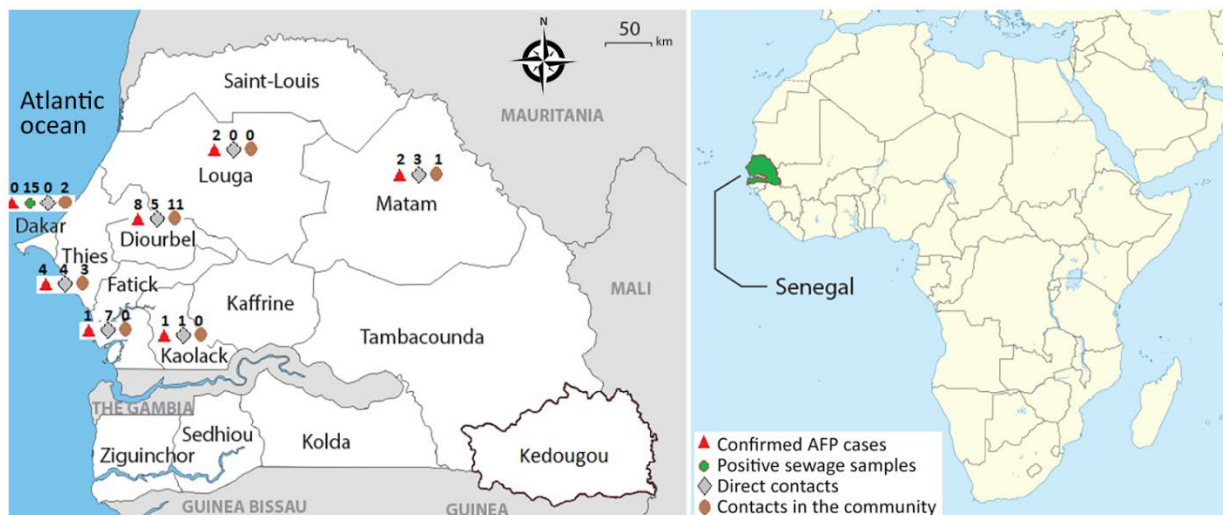 N
50
km
Saint-Louis
MAURITANIA
Atlantic
ocean
2 0 0
Louga
2 3 1
Matam
0 15 0 2
Dakar
8 5 11
Diourbel
Thies
4 4 3
Fatick
Kaffrine
MALI
1 7 0
1 1 0
Kaolack
Tambacounda
THE GAMBIA
Sedhiou
Kolda
Ziguinchor
Kedougou
GUINEA BISSAU
GUINEA
Senegal
Confirmed AFP cases
Positive sewage samples
Direct contacts
Contacts in the community